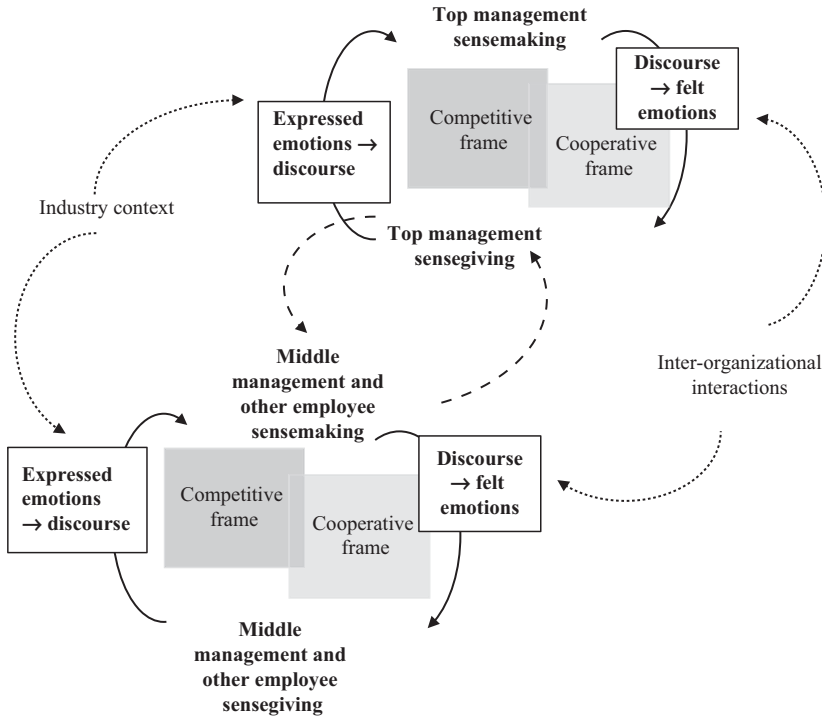 Top management
sensemaking
Discourse
→ felt
emotions
Expressed
emotions →
discourse
Competitive
frame
Cooperative
frame
Industry context
Top management
sensegiving
Middle
management and
other employee
sensemaking
Inter-organizational
interactions
Expressed
emotions
→ discourse
Competitive
frame
Cooperative
frame
Discourse
→ felt
emotions
Middle
management and
other employee
sensegiving